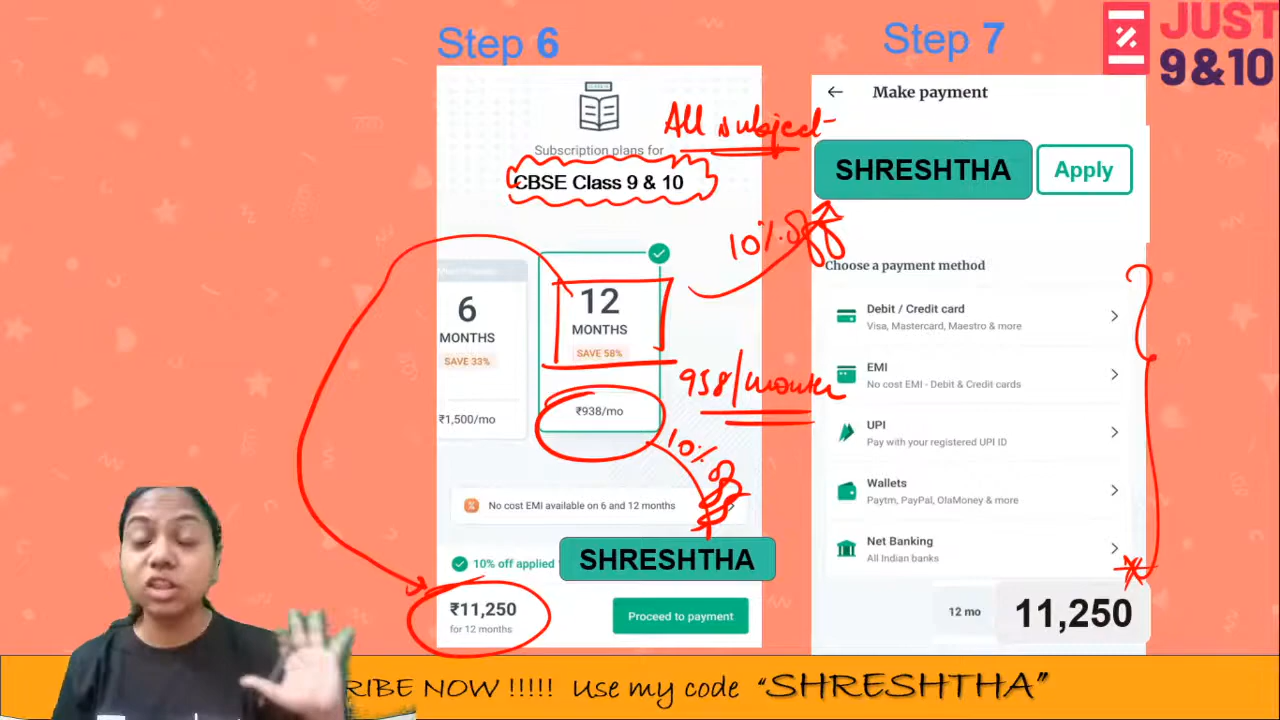 Step 6
Step 7
JUST
9&10
Subscription plans for
CBSE Class 9 & 10
All subject
6
MONTHS
SAVE 33%
₹1,500/mo
12
MONTHS
SAVE 58%
₹938/mo
10% off
938/month
10%
No cost EMI available on 6 and 12 months
10% off applied
SHRESHTHA
₹11,250
for 12 months
Proceed to payment
Make payment
SHRESHTHA
Apply
Choose a payment method
Debit / Credit card
Visa, Mastercard, Maestro & more
EMI
No cost EMI - Debit & Credit cards
UPI
Pay with your registered UPI ID
Wallets
Paytm, PayPal, OlaMoney & more
Net Banking
All Indian banks
12 mo
11,250
RIBE NOW !!!!! Use my code “SHRESHTHA”